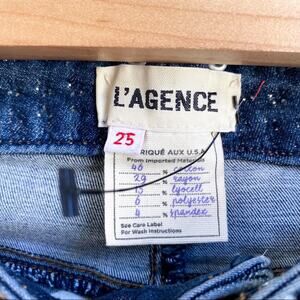 L'AGENCE
25
RIQUÉ AUX U.S.A
From Imported Materials
46 % cotton
29 % rayon
15 % lyocell
6 % polyester
4 % spandex
See Care Label
For Wash Instructions